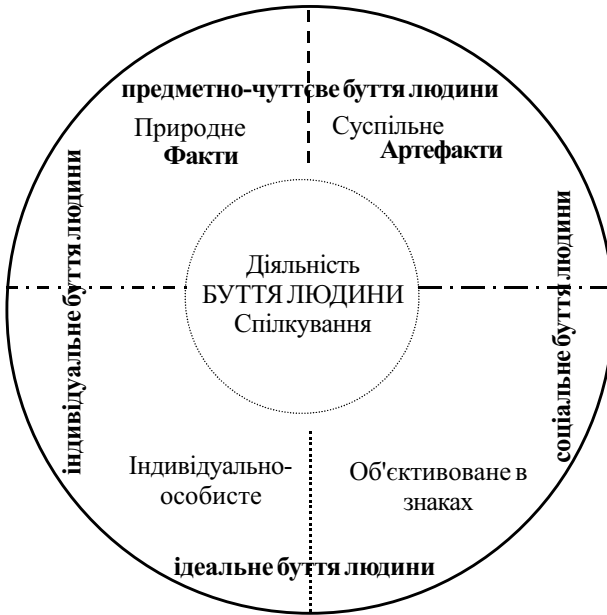 предметно-чуттєве буття людини
Природне
Факти
Суспільне
Артефакти
індивідуальне буття людини
Діяльність
БУТТЯ ЛЮДИНИ
Спілкування
соціальне буття людини
Індивідуально-
особисте
Об'єктивоване в
знаках
ідеальне буття людини